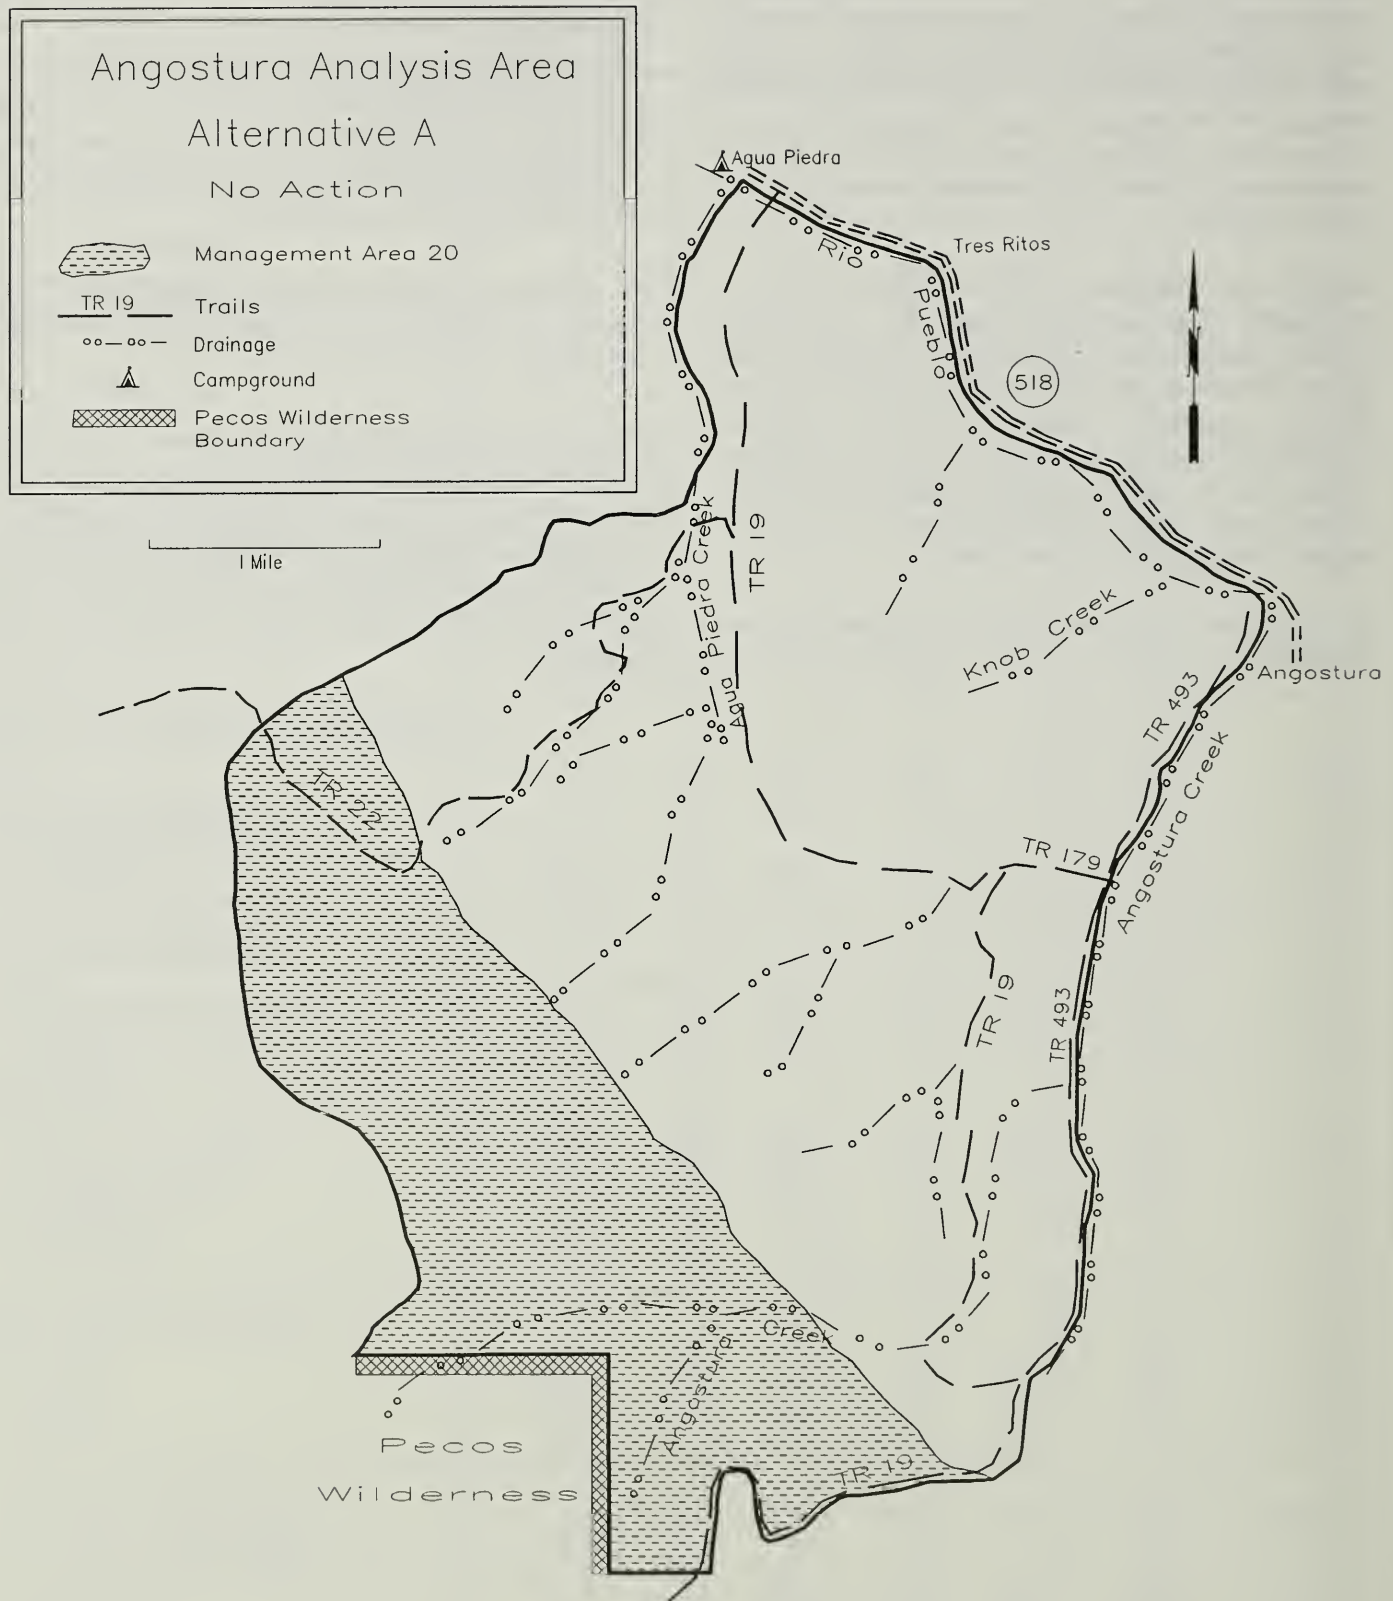 Angostura Analysis Area
Alternative A
No Action
Management Area 20
TR 19
Trails
Drainage
Campground
Pecos Wilderness
Boundary
1 Mile
Agua Piedra
Tres Ritos
Rio
Pueblo
518
N
TR 19
Agua Piedra Creek
Knob Creek
Angostura
TR 493
Angostura Creek
TR 22
TR 179
TR 19
TR 493
Angostura Creek
Pecos
Wilderness
TR 19